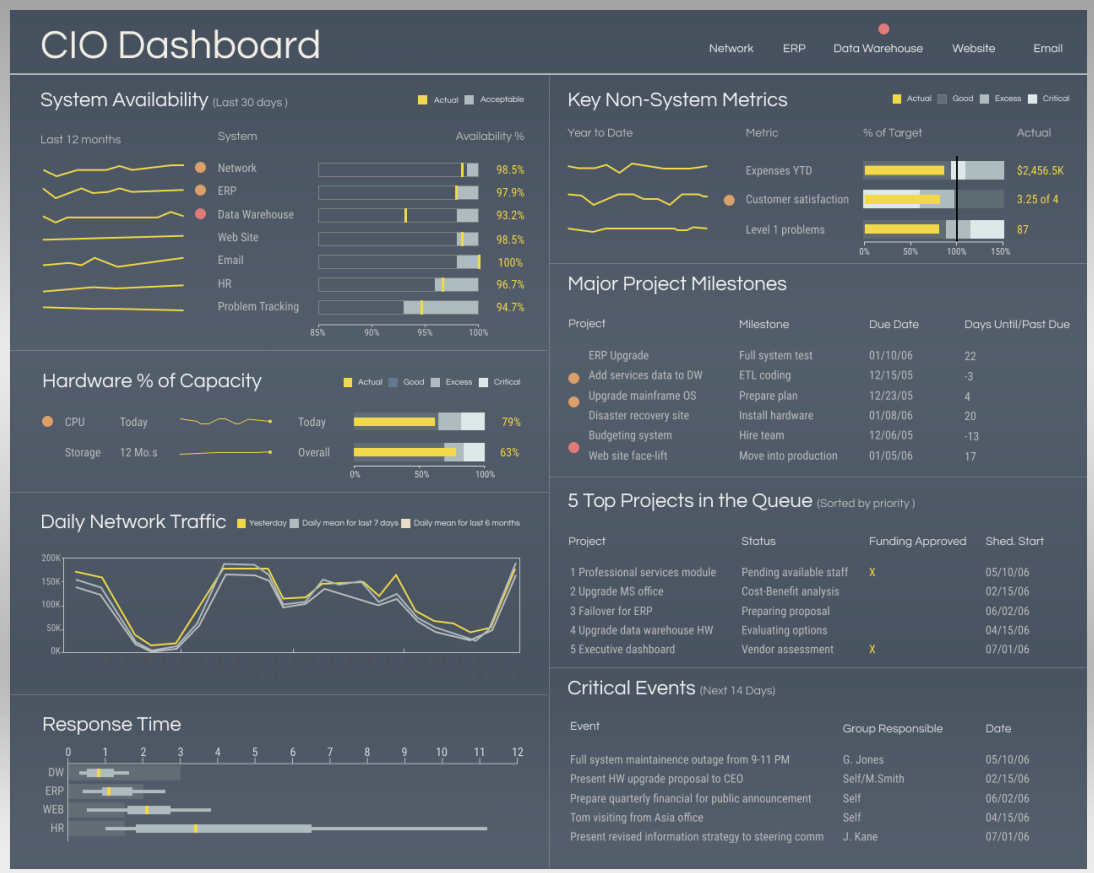 CIO Dashboard
Network ERP Data Warehouse Website Email
System Availability (Last 30 days )
Actual Acceptable
Last 12 months System Availability %
Network 98.5%
ERP 97.9%
Data Warehouse 93.2%
Web Site 98.5%
Email 100%
HR 96.7%
Problem Tracking 94.7%
85% 90% 95% 100%
Hardware % of Capacity
Actual Good Excess Critical
CPU Today Today 79%
Storage 12 Mo.s Overall 63%
0% 50% 100%
Daily Network Traffic
Yesterday Daily mean for last 7 days Daily mean for last 6 months
200K
150K
100K
50K
0K
Response Time
0 1 2 3 4 5 6 7 8 9 10 11 12
DW
ERP
WEB
HR
Key Non-System Metrics
Actual Good Excess Critical
Year to Date Metric % of Target Actual
Expenses YTD $2,456.5K
Customer satisfaction 3.25 of 4
Level 1 problems 87
0% 50% 100% 150%
Major Project Milestones
Project Milestone Due Date Days Until/Past Due
ERP Upgrade Full system test 01/10/06 22
Add services data to DW ETL coding 12/15/05 -3
Upgrade mainframe OS Prepare plan 12/23/05 4
Disaster recovery site Install hardware 01/08/06 20
Budgeting system Hire team 12/06/05 -13
Web site face-lift Move into production 01/05/06 17
5 Top Projects in the Queue (Sorted by priority )
Project Status Funding Approved Shed. Start
1 Professional services module Pending available staff X 05/10/06
2 Upgrade MS office Cost-Benefit analysis 02/15/06
3 Failover for ERP Preparing proposal 06/02/06
4 Upgrade data warehouse HW Evaluating options 04/15/06
5 Executive dashboard Vendor assessment X 07/01/06
Critical Events (Next 14 Days)
Event Group Responsible Date
Full system maintainence outage from 9-11 PM G. Jones 05/10/06
Present HW upgrade proposal to CEO Self/M.Smith 02/15/06
Prepare quarterly financial for public announcement Self 06/02/06
Tom visiting from Asia office Self 04/15/06
Present revised information strategy to steering comm J. Kane 07/01/06